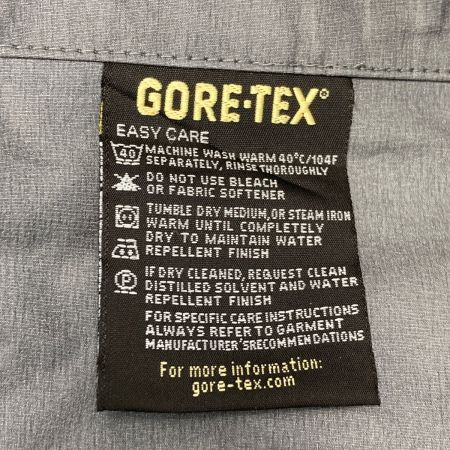 GORE-TEX®
EASY CARE
40 MACHINE WASH WARM 40°C/104F
SEPARATELY, RINSE THOROUGHLY
DO NOT USE BLEACH
OR FABRIC SOFTENER
TUMBLE DRY MEDIUM, OR STEAM IRON
WARM UNTIL COMPLETELY
DRY TO MAINTAIN WATER
REPELLENT FINISH
P IF DRY CLEANED, REQUEST CLEAN
DISTILLED SOLVENT AND WATER
REPELLENT FINISH
FOR SPECIFIC CARE INSTRUCTIONS
ALWAYS REFER TO GARMENT
MANUFACTURER'S RECOMMENDATIONS
For more information:
gore-tex.com